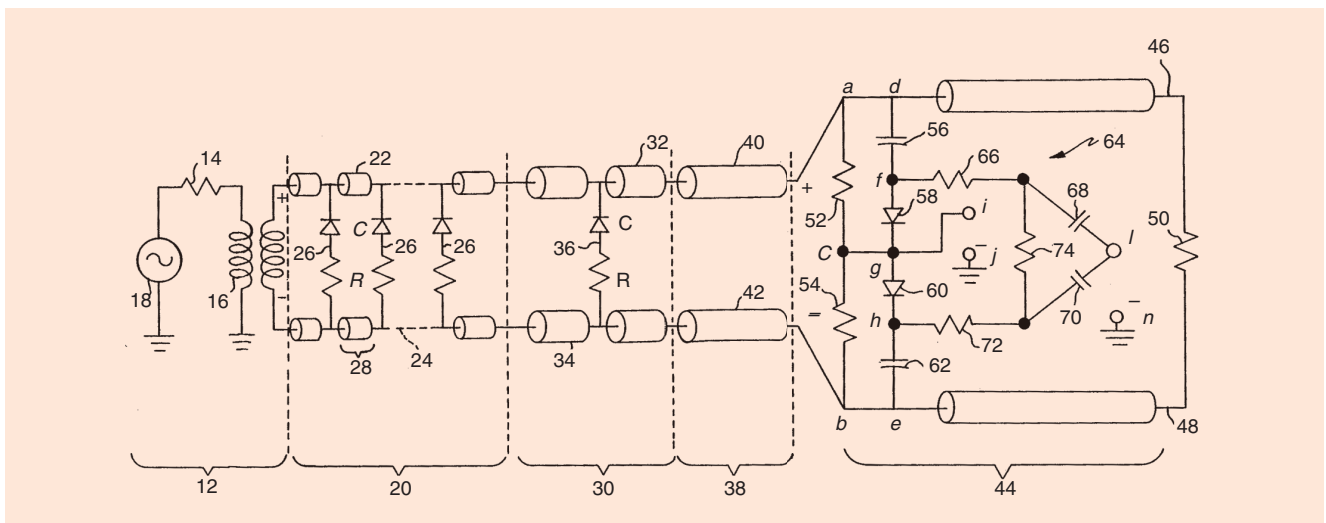 46
a d
14 22 32 40 56 64
66
+ + f 58 68
C 26 26 26 36 C 52 i l 50
C g – j 74
18 16 R R 54 60
– 42 = h 70 – n
72
28 24 34 62
b e 48
12 20 30 38 44